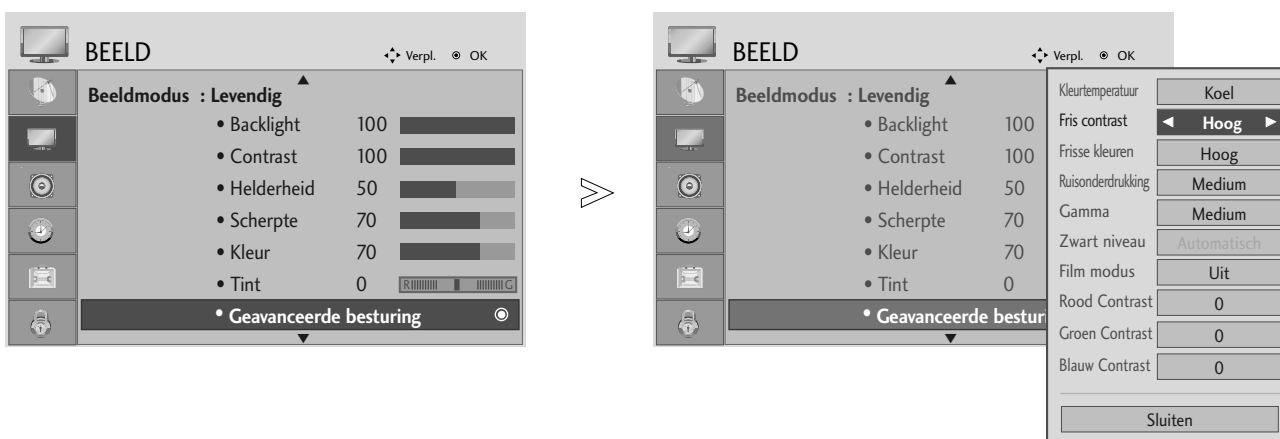 BEELD
Verpl. OK
Beeldmodus : Levendig
• Backlight 100
• Contrast 100
• Helderheid 50
• Scherpte 70
• Kleur 70
• Tint 0 R G
• Geavanceerde besturing
BEELD
Verpl. OK
Beeldmodus : Levendig
• Backlight 100
• Contrast 100
• Helderheid 50
• Scherpte 70
• Kleur 70
• Tint 0
• Geavanceerde besturi
Kleurtemperatuur Koel
Fris contrast ◄ Hoog ►
Frisse kleuren Hoog
Ruisonderdrukking Medium
Gamma Medium
Zwart niveau Automatisch
Film modus Uit
Rood Contrast 0
Groen Contrast 0
Blauw Contrast 0
Sluiten